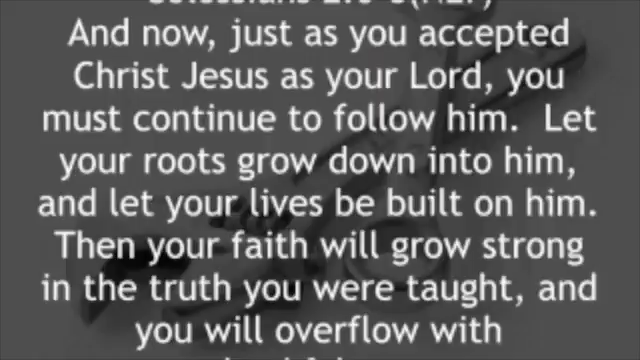 And now, just as you accepted
Christ Jesus as your Lord, you
must continue to follow him. Let
your roots grow down into him,
and let your lives be built on him.
Then your faith will grow strong
in the truth you were taught, and
you will overflow with